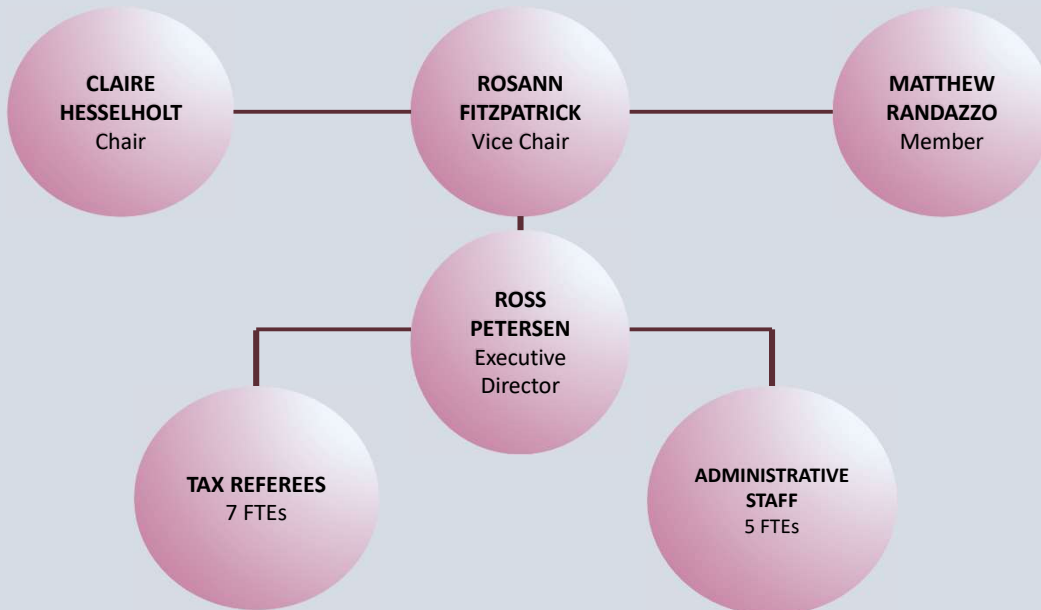 CLAIRE
HESSELHOLT
Chair
ROSANN
FITZPATRICK
Vice Chair
MATTHEW
RANDAZZO
Member
ROSS
PETERSEN
Executive
Director
TAX REFEREES
7 FTEs
ADMINISTRATIVE
STAFF
5 FTEs